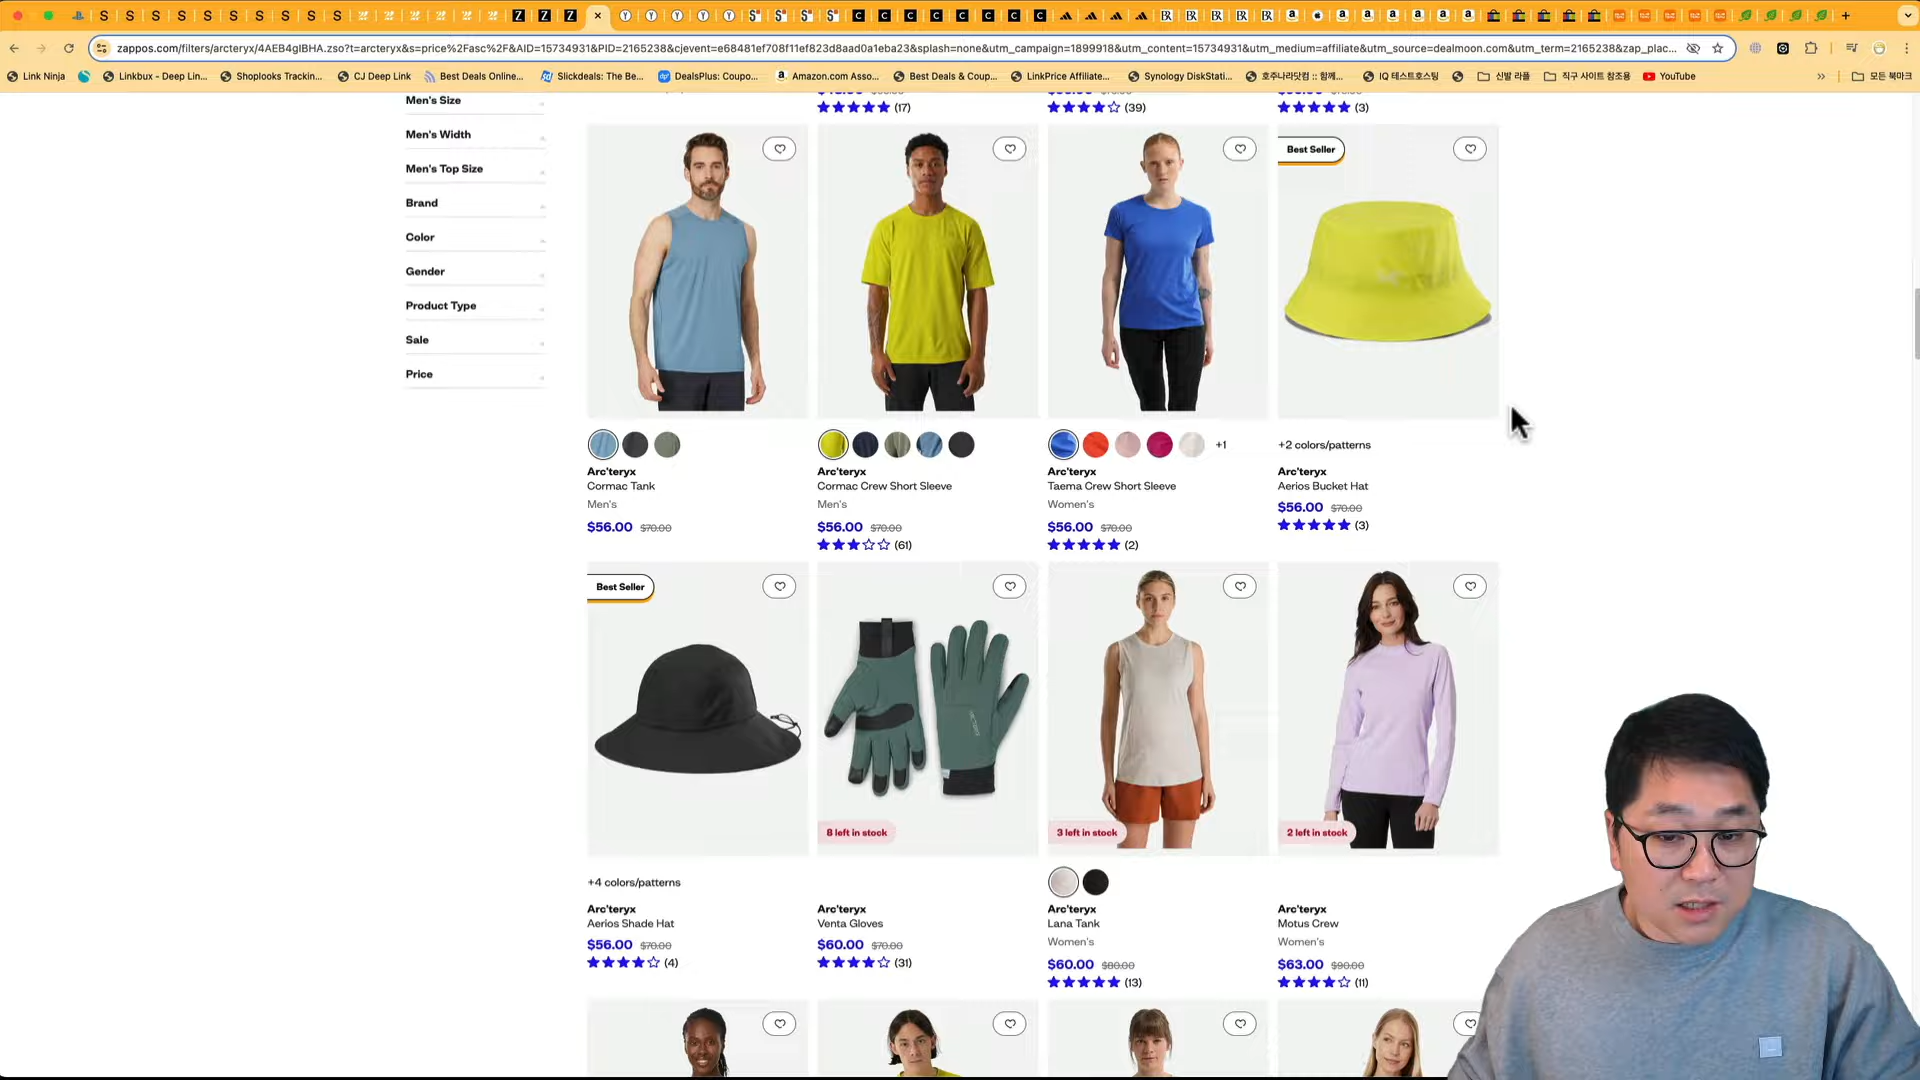 zappos.com/filters/arcteryx/4AEB4gIBHA.zso?t=arcteryx&s=price%2Fasc%2F&AID=15734931&PID=2165238&cjevent=e68481ef708f11ef823d8aad0a1eba23&splash=none&utm_campaign=1899918&utm_content=15734931&utm_medium=affiliate&utm_source=dealmoon.com&utm_term=2165238&zap_plac...
Link Ninja
Linkbux - Deep Lin...
Shoplooks Trackin...
CJ Deep Link
Best Deals Online...
Slickdeals: The Be...
DealsPlus: Coupo...
Amazon.com Asso...
Best Deals & Coup...
LinkPrice Affiliate...
Synology DiskStati...
호주나라닷컴 :: 함께...
IQ 테스트호스팅
신발 라플
직구 사이트 참조용
YouTube
모든 북마크
Men's Size
Men's Width
Men's Top Size
Brand
Color
Gender
Product Type
Sale
Price
(17)
(39)
(3)
Best Seller
+1
+2 colors/patterns
Arc'teryx
Cormac Tank
Men's
$56.00 $70.00
Arc'teryx
Cormac Crew Short Sleeve
Men's
$56.00 $70.00
(61)
Arc'teryx
Taema Crew Short Sleeve
Women's
$56.00 $70.00
(2)
Arc'teryx
Aerios Bucket Hat
$56.00 $70.00
(3)
Best Seller
8 left in stock
3 left in stock
2 left in stock
+4 colors/patterns
Arc'teryx
Aerios Shade Hat
$56.00 $70.00
(4)
Arc'teryx
Venta Gloves
$60.00 $70.00
(31)
Arc'teryx
Lana Tank
Women's
$60.00 $80.00
(13)
Arc'teryx
Motus Crew
Women's
$63.00 $90.00
(11)